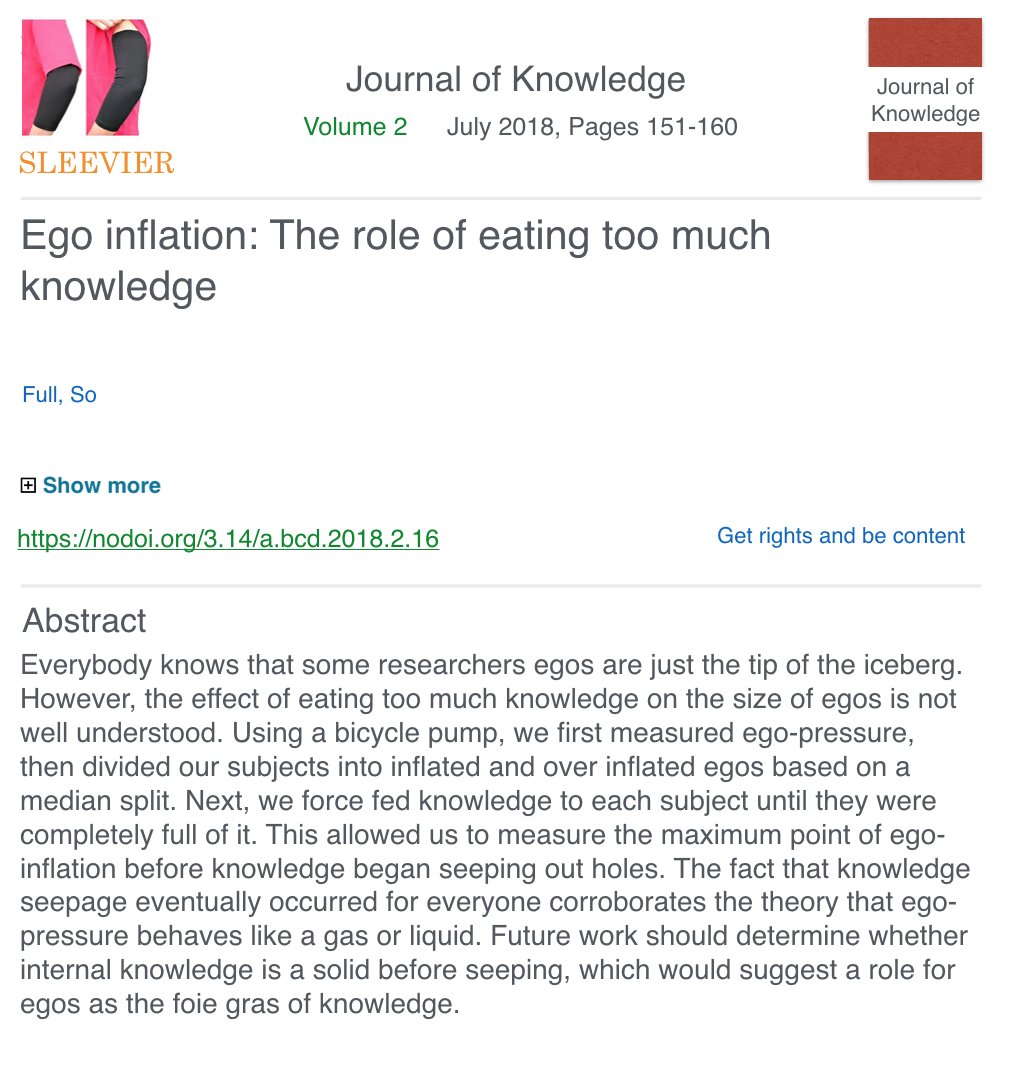 Journal of Knowledge
Volume 2 July 2018, Pages 151-160
Journal of
Knowledge
SLEEVIER
Ego inflation: The role of eating too much
knowledge
Full, So
Show more
https://nodoi.org/3.14/a.bcd.2018.2.16
Get rights and be content
Abstract
Everybody knows that some researchers egos are just the tip of the iceberg.
However, the effect of eating too much knowledge on the size of egos is not
well understood. Using a bicycle pump, we first measured ego-pressure,
then divided our subjects into inflated and over inflated egos based on a
median split. Next, we force fed knowledge to each subject until they were
completely full of it. This allowed us to measure the maximum point of ego-
inflation before knowledge began seeping out holes. The fact that knowledge
seepage eventually occurred for everyone corroborates the theory that ego-
pressure behaves like a gas or liquid. Future work should determine whether
internal knowledge is a solid before seeping, which would suggest a role for
egos as the foie gras of knowledge.